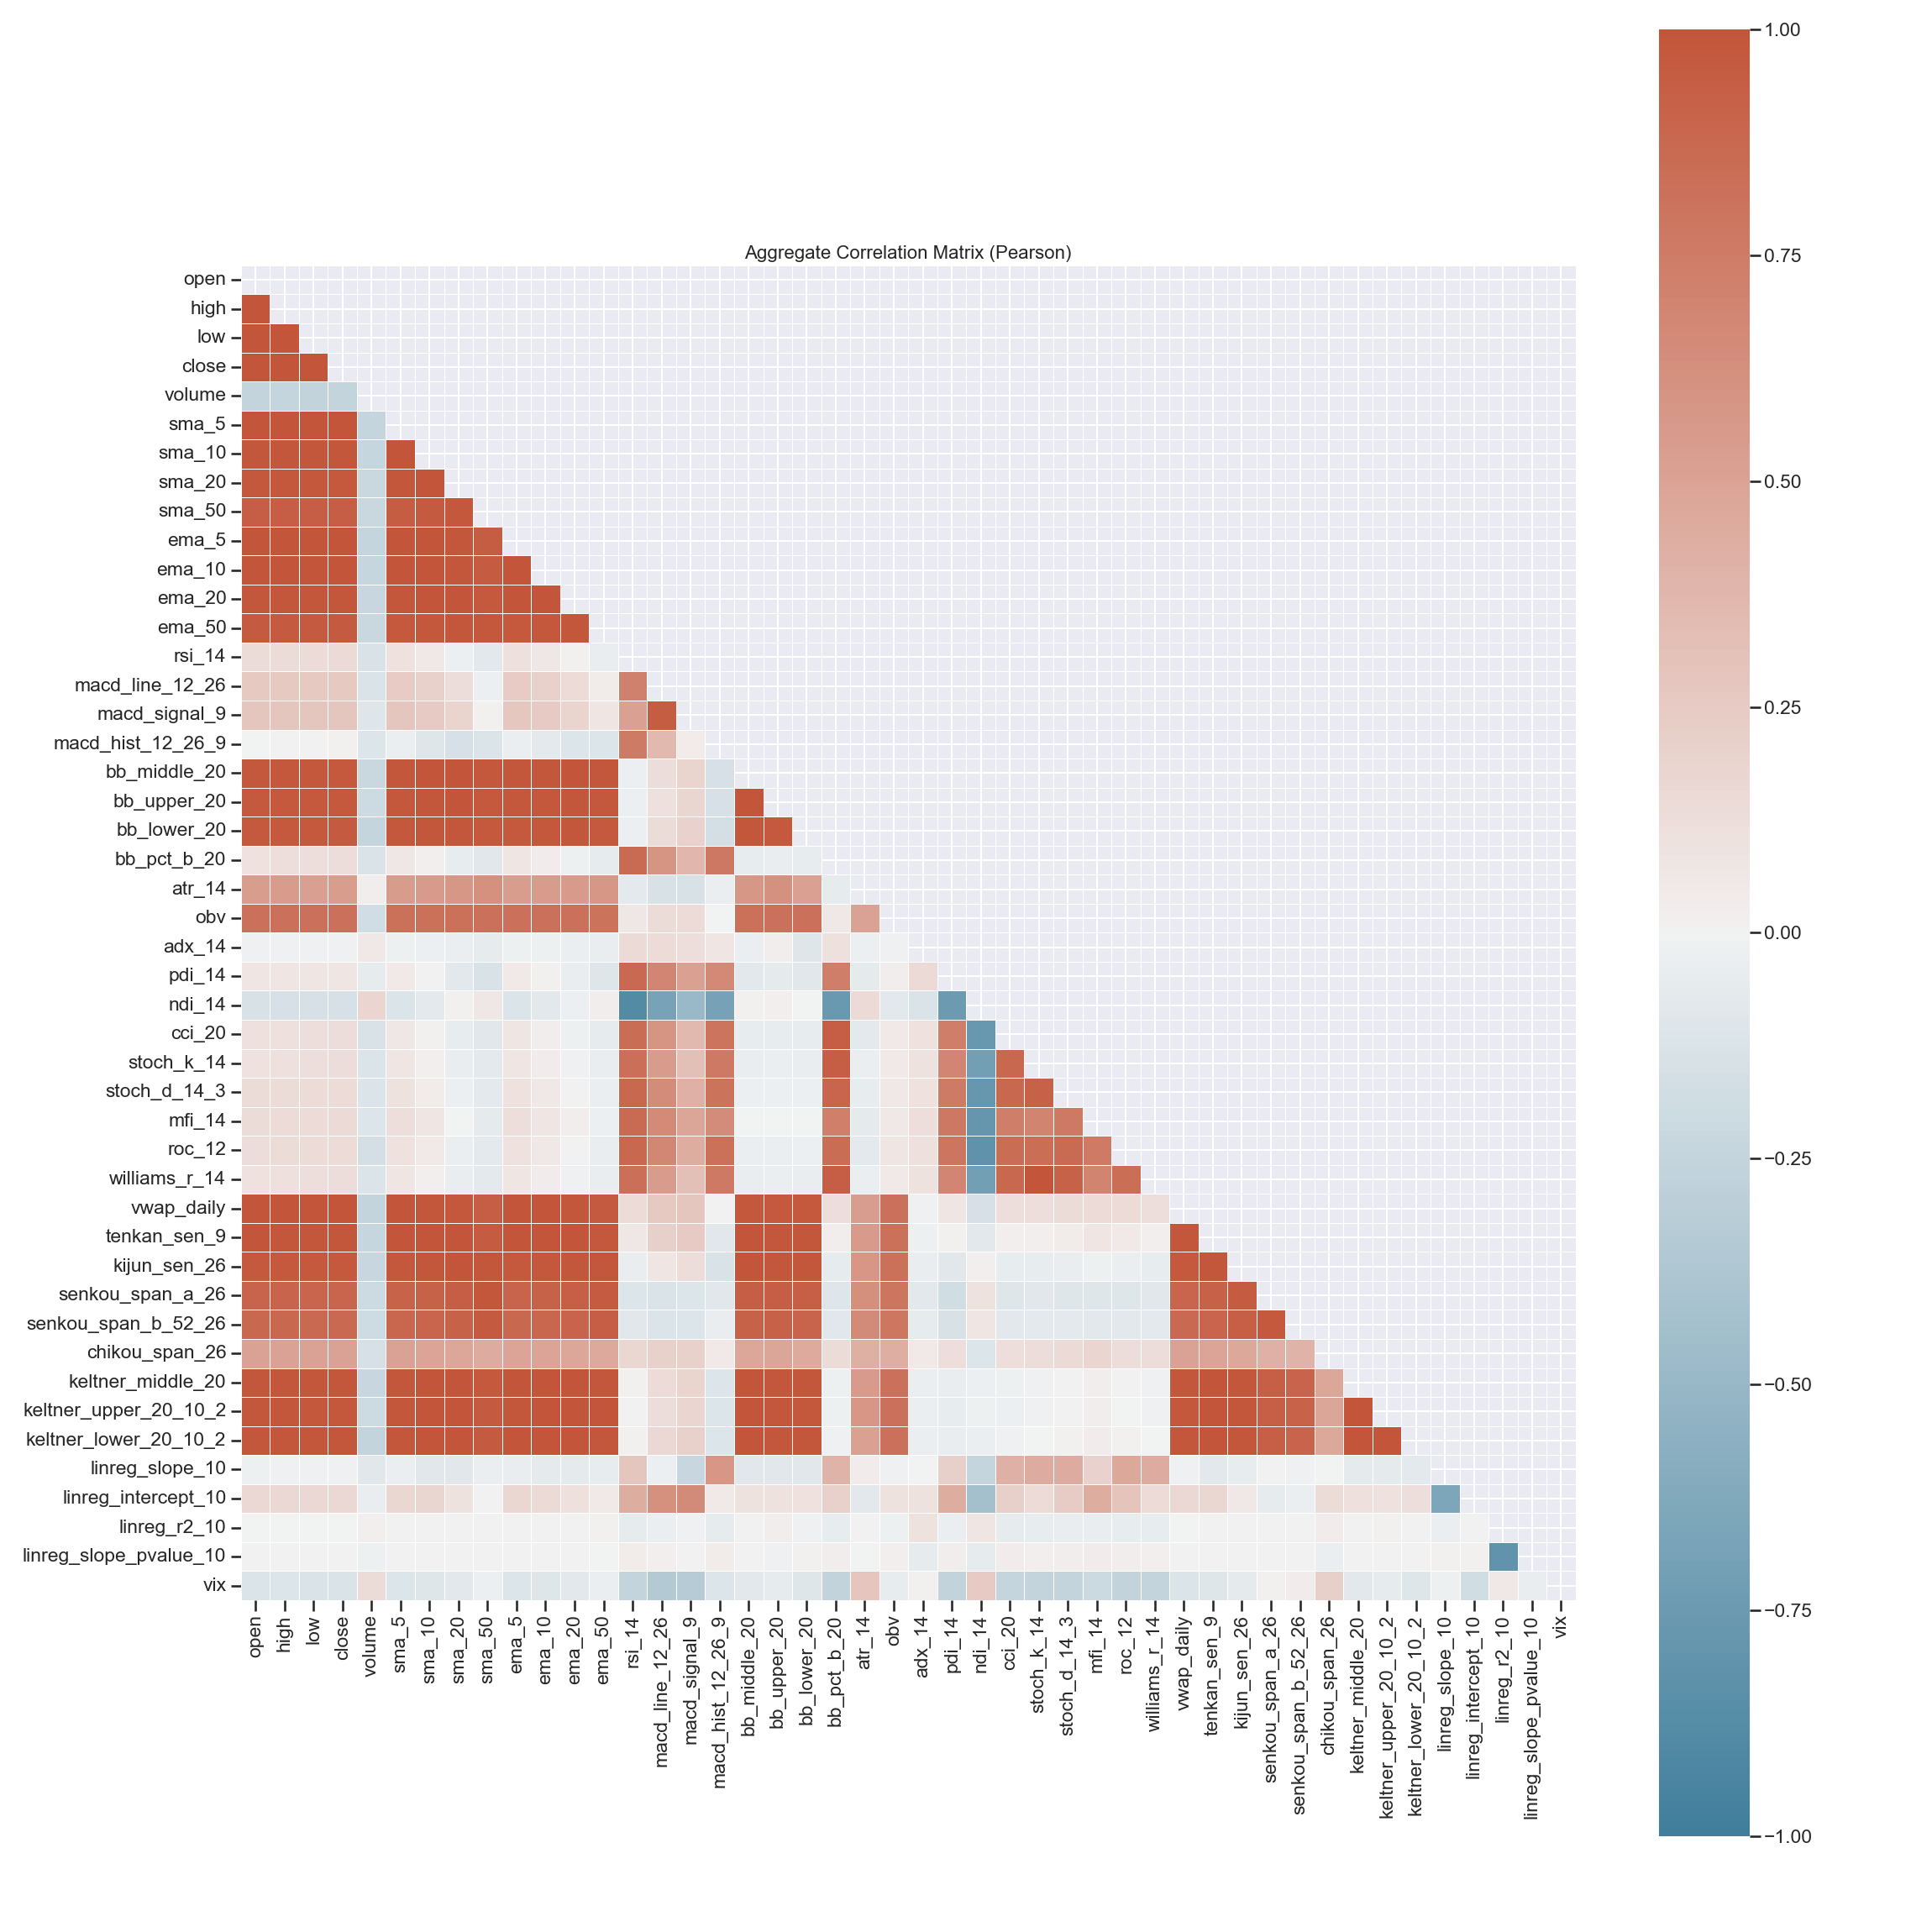 Aggregate Correlation Matrix (Pearson)
open
high
low
close
volume
sma_5
sma_10
sma_20
sma_50
ema_5
ema_10
ema_20
ema_50
rsi_14
macd_line_12_26
macd_signal_9
macd_hist_12_26_9
bb_middle_20
bb_upper_20
bb_lower_20
bb_pct_b_20
atr_14
obv
adx_14
pdi_14
ndi_14
cci_20
stoch_k_14
stoch_d_14_3
mfi_14
roc_12
williams_r_14
vwap_daily
tenkan_sen_9
kijun_sen_26
senkou_span_a_26
senkou_span_b_52_26
chikou_span_26
keltner_middle_20
keltner_upper_20_10_2
keltner_lower_20_10_2
linreg_slope_10
linreg_intercept_10
linreg_r2_10
linreg_slope_pvalue_10
vix
open
high
low
close
volume
sma_5
sma_10
sma_20
sma_50
ema_5
ema_10
ema_20
ema_50
rsi_14
macd_line_12_26
macd_signal_9
macd_hist_12_26_9
bb_middle_20
bb_upper_20
bb_lower_20
bb_pct_b_20
atr_14
obv
adx_14
pdi_14
ndi_14
cci_20
stoch_k_14
stoch_d_14_3
mfi_14
roc_12
williams_r_14
vwap_daily
tenkan_sen_9
kijun_sen_26
senkou_span_a_26
senkou_span_b_52_26
chikou_span_26
keltner_middle_20
keltner_upper_20_10_2
keltner_lower_20_10_2
linreg_slope_10
linreg_intercept_10
linreg_r2_10
linreg_slope_pvalue_10
vix
1.00
0.75
0.50
0.25
0.00
−0.25
−0.50
−0.75
−1.00